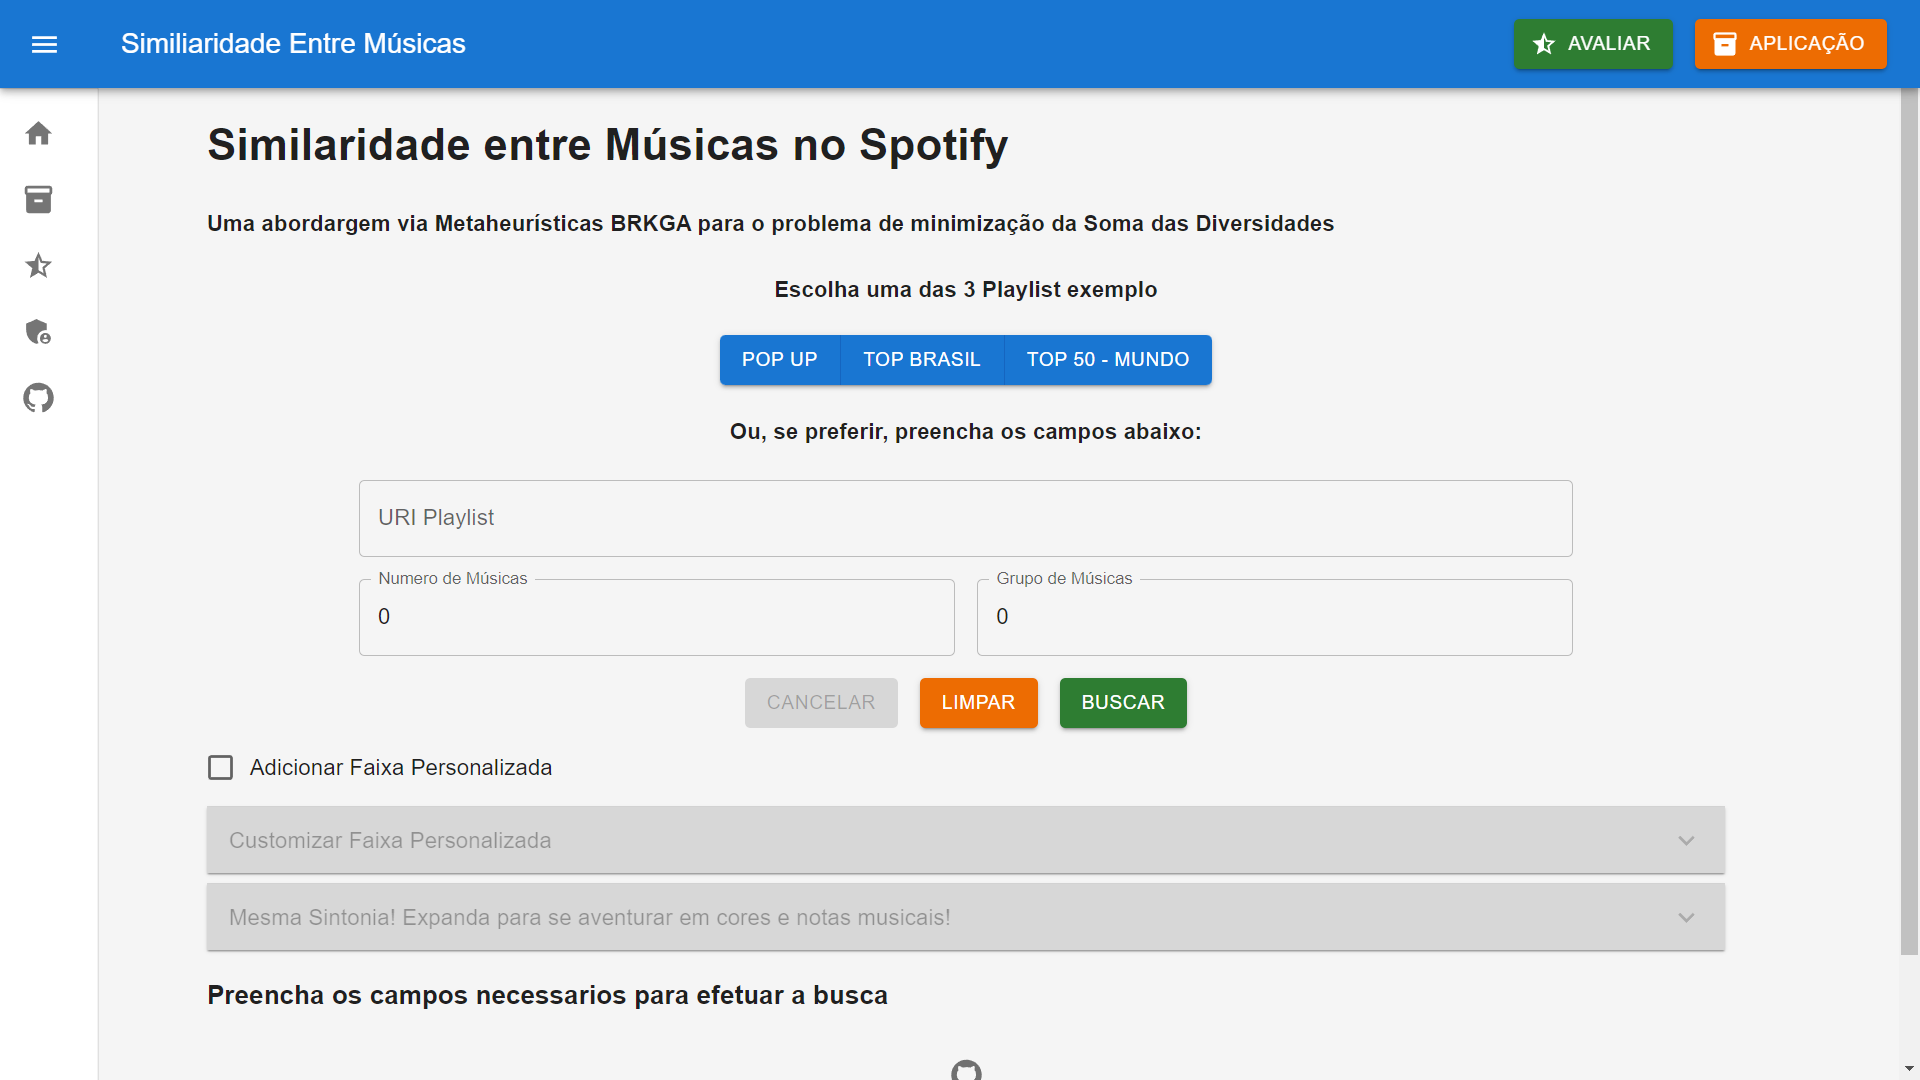 Similiaridade Entre Músicas
AVALIAR
APLICAÇÃO
Similaridade entre Músicas no Spotify
Uma abordargem via Metaheurísticas BRKGA para o problema de minimização da Soma das Diversidades
Escolha uma das 3 Playlist exemplo
POP UP
TOP BRASIL
TOP 50 - MUNDO
Ou, se preferir, preencha os campos abaixo:
URI Playlist
Numero de Músicas
0
Grupo de Músicas
0
CANCELAR
LIMPAR
BUSCAR
Adicionar Faixa Personalizada
Customizar Faixa Personalizada
Mesma Sintonia! Expanda para se aventurar em cores e notas musicais!
Preencha os campos necessarios para efetuar a busca